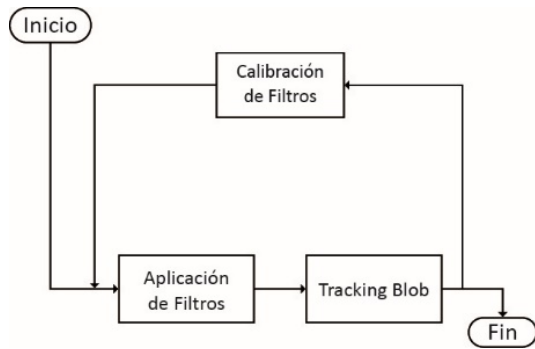 Inicio
Calibración
de Filtros
Aplicación
de Filtros
Tracking Blob
Fin